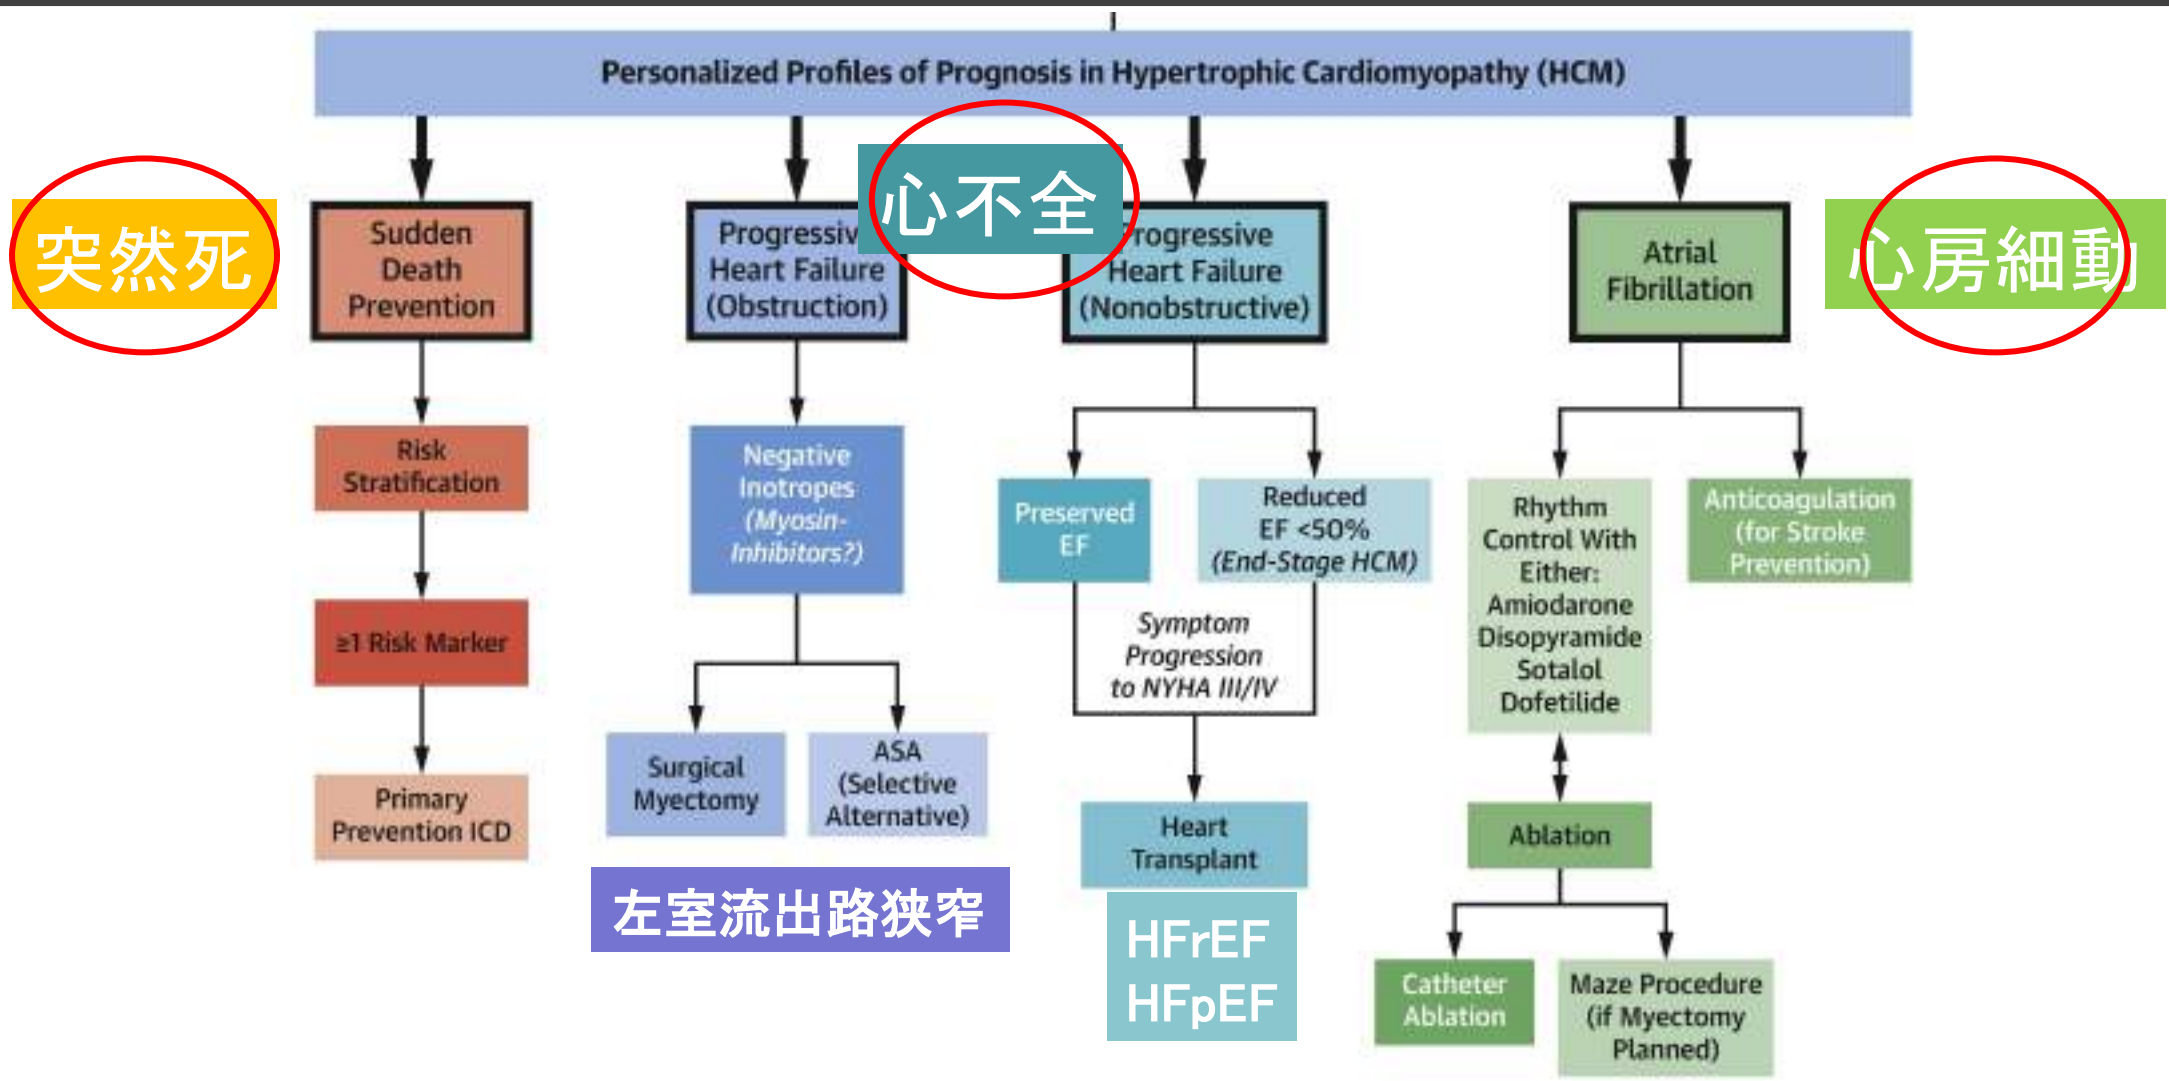 Personalized Profiles of Prognosis in Hypertrophic Cardiomyopathy (HCM)
突然死
Sudden
Death
Prevention
Progressiv
Heart Failure
(Obstruction)
心不全
rogressive
Heart Failure
(Nonobstructive)
Atrial
Fibrillation
心房細動
Risk
Stratification
≥1 Risk Marker
Primary
Prevention ICD
Negative
Inotropes
(Myosin-
Inhibitors?)
Surgical
Myectomy
ASA
(Selective
Alternative)
左室流出路狭窄
Preserved
EF
Reduced
EF <50%
(End-Stage HCM)
Symptom
Progression
to NYHA III/IV
Heart
Transplant
HFrEF
HFpEF
Rhythm
Control With
Either:
Amiodarone
Disopyramide
Sotalol
Dofetilide
Anticoagulation
(for Stroke
Prevention)
Ablation
Catheter
Ablation
Maze Procedure
(if Myectomy
Planned)